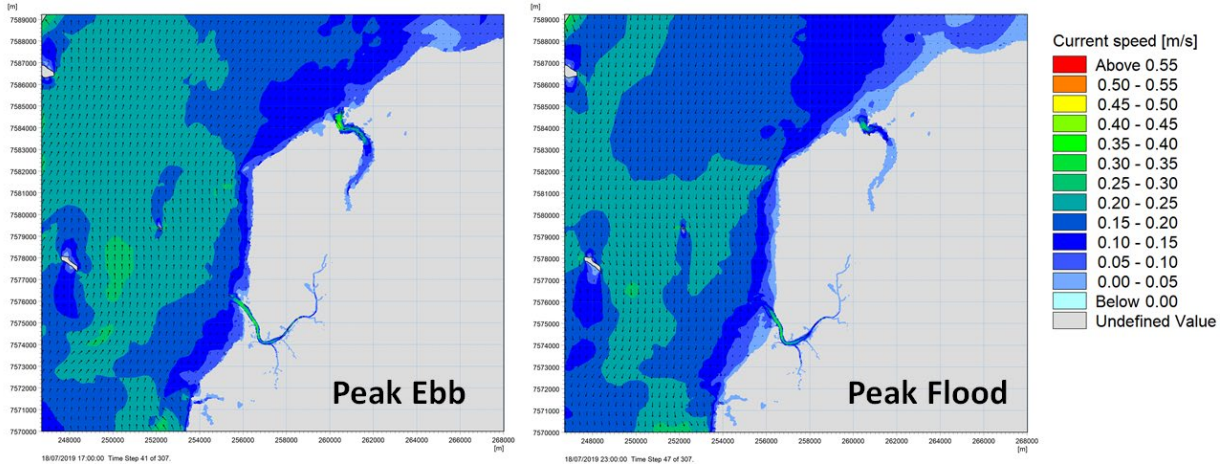 [m]
7589000
7588000
7587000
7586000
7585000
7584000
7583000
7582000
7581000
7580000
7579000
7578000
7577000
7576000
7575000
7574000
7573000
7572000
7571000
7570000
248000 250000 252000 254000 256000 258000 260000 262000 264000 266000 268000
[m]
Peak Ebb
18/07/2019 17:00:00 Time Step 41 of 307.
[m]
7589000
7588000
7587000
7586000
7585000
7584000
7583000
7582000
7581000
7580000
7579000
7578000
7577000
7576000
7575000
7574000
7573000
7572000
7571000
7570000
248000 250000 252000 254000 256000 258000 260000 262000 264000 266000 268000
[m]
Peak Flood
18/07/2019 23:00:00 Time Step 47 of 307.
Current speed [m/s]
Above 0.55
0.50 - 0.55
0.45 - 0.50
0.40 - 0.45
0.35 - 0.40
0.30 - 0.35
0.25 - 0.30
0.20 - 0.25
0.15 - 0.20
0.10 - 0.15
0.05 - 0.10
0.00 - 0.05
Below 0.00
Undefined Value